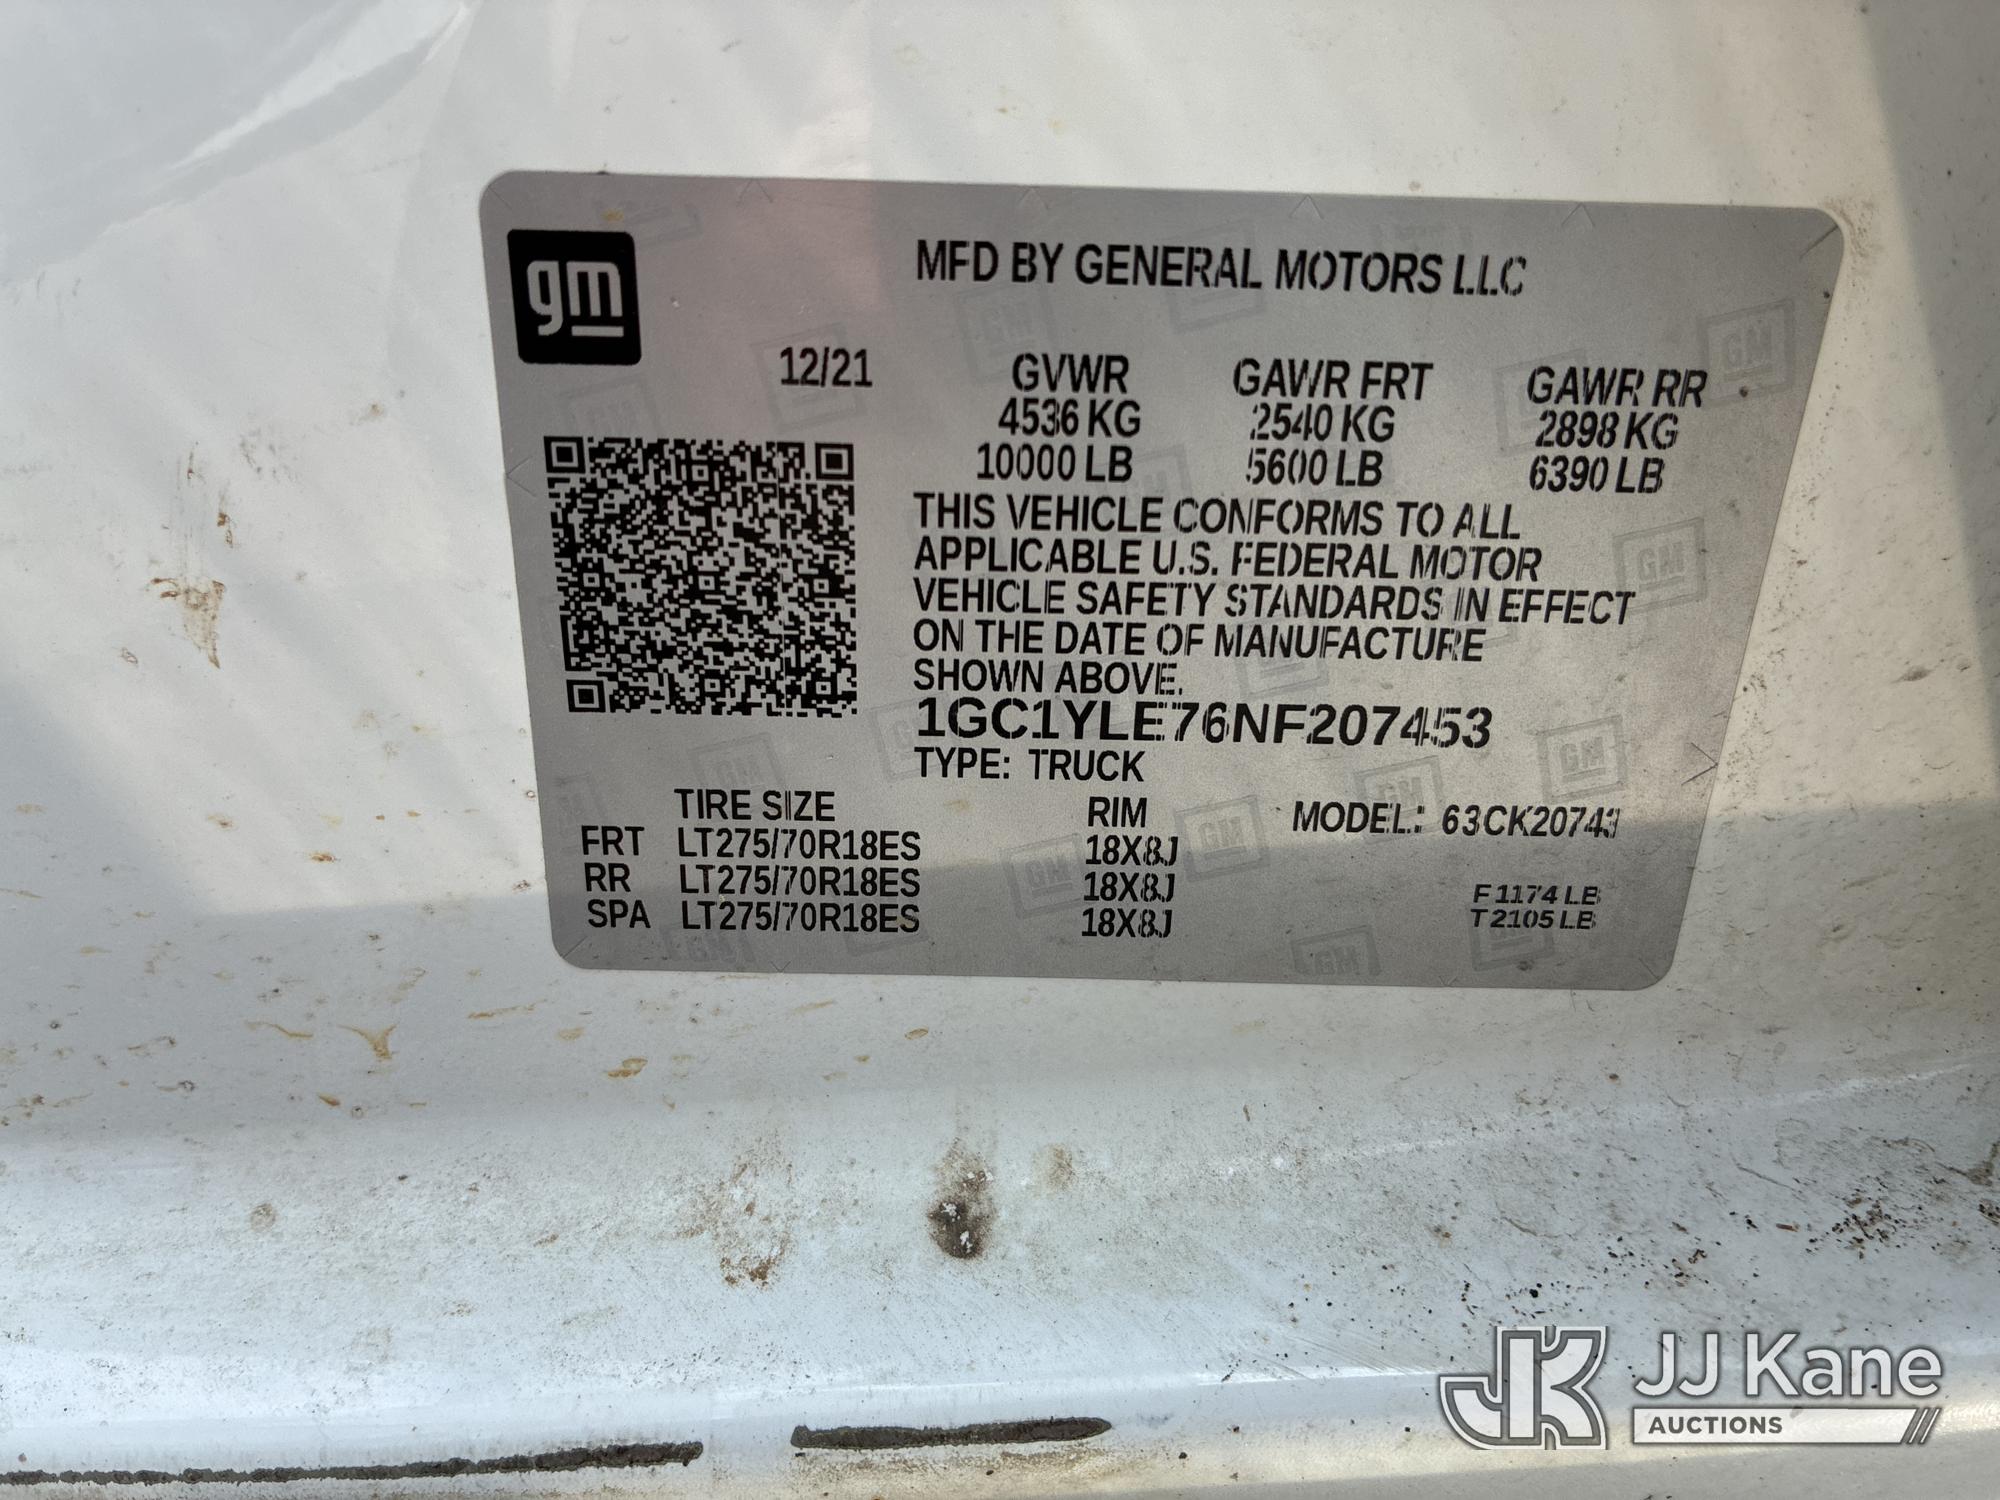 gm
MFD BY GENERAL MOTORS LLC
12/21
GVWR GAWR FRT GAWR RR
4536 KG 2540 KG 2898 KG
10000 LB 5600 LB 6390 LB
THIS VEHICLE CONFORMS TO ALL
APPLICABLE U.S. FEDERAL MOTOR
VEHICLE SAFETY STANDARDS IN EFFECT
ON THE DATE OF MANUFACTURE
SHOWN ABOVE.
1GC1YLE76NF207453
TYPE: TRUCK
TIRE SIZE RIM MODEL: 63CK20743
FRT LT275/70R18ES 18X8J
RR LT275/70R18ES 18X8J F 1174 LB
SPA LT275/70R18ES 18X8J T 2105 LB
JK JJ Kane
AUCTIONS